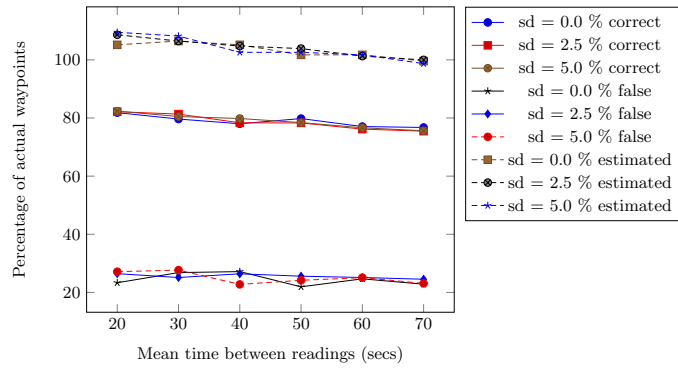 Percentage of actual waypoints
100
80
60
40
20
20 30 40 50 60 70
Mean time between readings (secs)
sd = 0.0 % correct
sd = 2.5 % correct
sd = 5.0 % correct
sd = 0.0 % false
sd = 2.5 % false
sd = 5.0 % false
sd = 0.0 % estimated
sd = 2.5 % estimated
sd = 5.0 % estimated